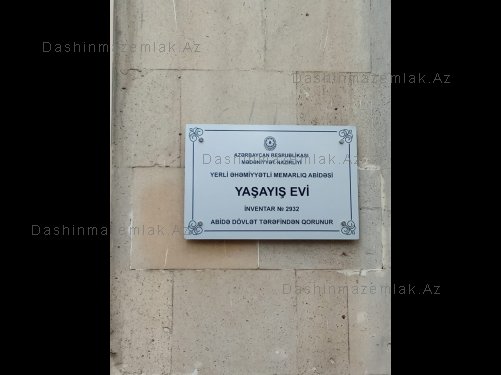 Dashinmazemlak.Az
Dashinmazemlak.Az
AZƏRBAYCAN RESPUBLİKASI
MƏDƏNİYYƏT NAZİRLİYİ
Dashinmazemlak.Az
YERLİ ƏHƏMİYYƏTLİ MEMARLIQ ABİDƏSİ
YAŞAYIŞ EVİ
İNVENTAR № 2932
ABİDƏ DÖVLƏT TƏRƏFİNDƏN QORUNUR
Dashinmazemlak.Az
Dashinmazemlak.Az